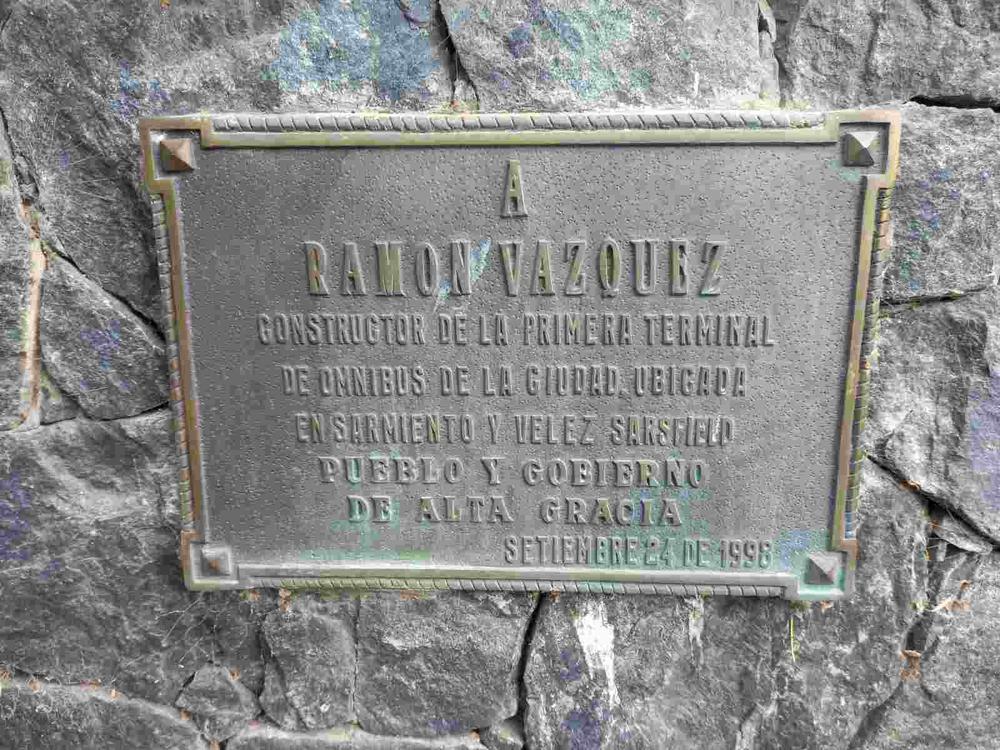 A
RAMON VAZQUEZ
CONSTRUCTOR DE LA PRIMERA TERMINAL
DE OMNIBUS DE LA CIUDAD, UBICADA
EN SARMIENTO Y VELEZ SARSFIELD
PUEBLO Y GOBIERNO
DE ALTA GRACIA
SETIEMBRE 24 DE 1998